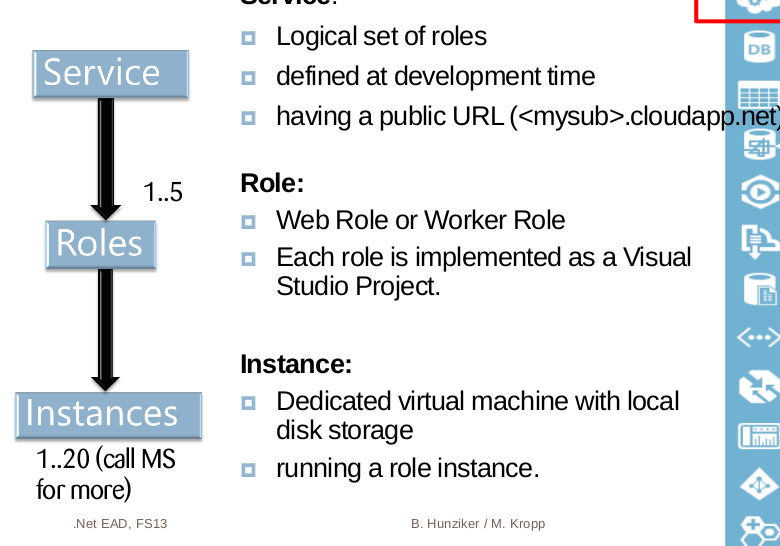 Service:
Logical set of roles
defined at development time
having a public URL (<mysub>.cloudapp.net)
Service
1..5
Roles
Instances
1..20 (call MS
for more)
Role:
Web Role or Worker Role
Each role is implemented as a Visual
Studio Project.
Instance:
Dedicated virtual machine with local
disk storage
running a role instance.
.Net EAD, FS13
B. Hunziker / M. Kropp
DB